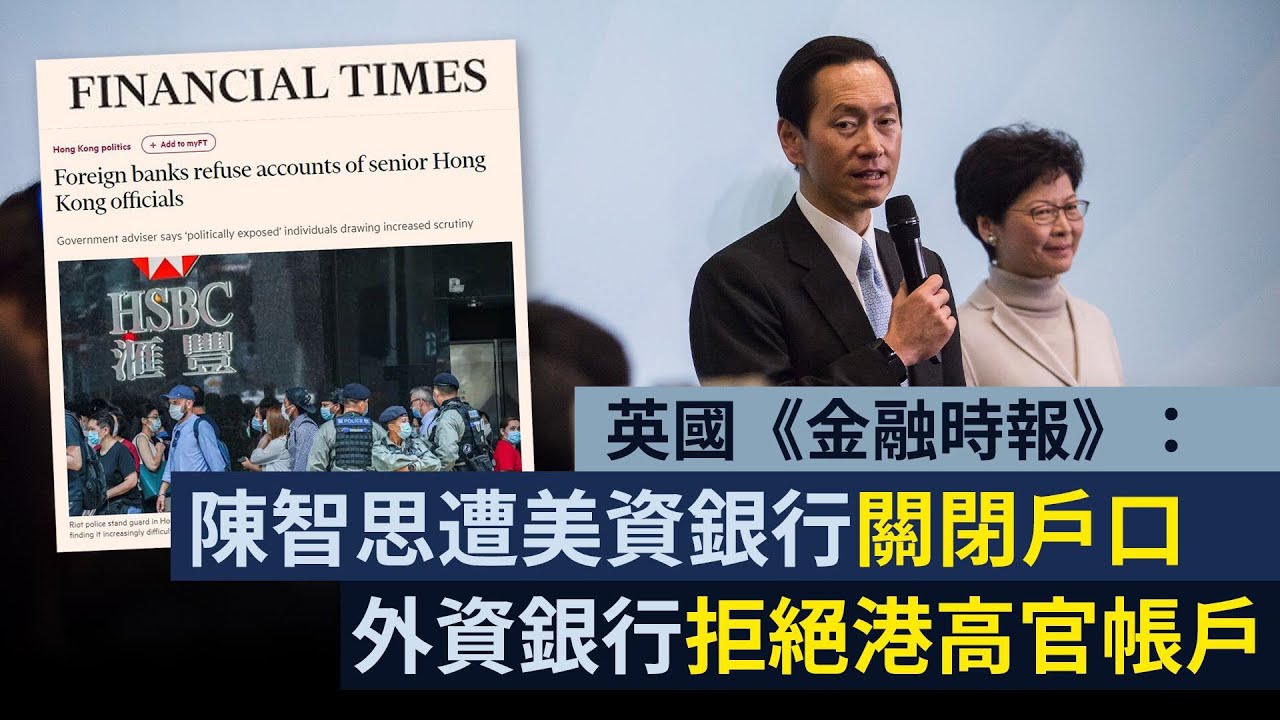 FINANCIAL TIMES
Hong Kong politics
+ Add to myFT
Foreign banks refuse accounts of senior Hong
Kong officials
Government adviser says ‘politically exposed’ individuals drawing increased scrutiny
HSBC
滙豐
POLICE
Riot police stand guard in Ho
finding it increasingly difficul
英國《金融時報》：
陳智思遭美資銀行關閉戶口
外資銀行拒絕港高官帳戶